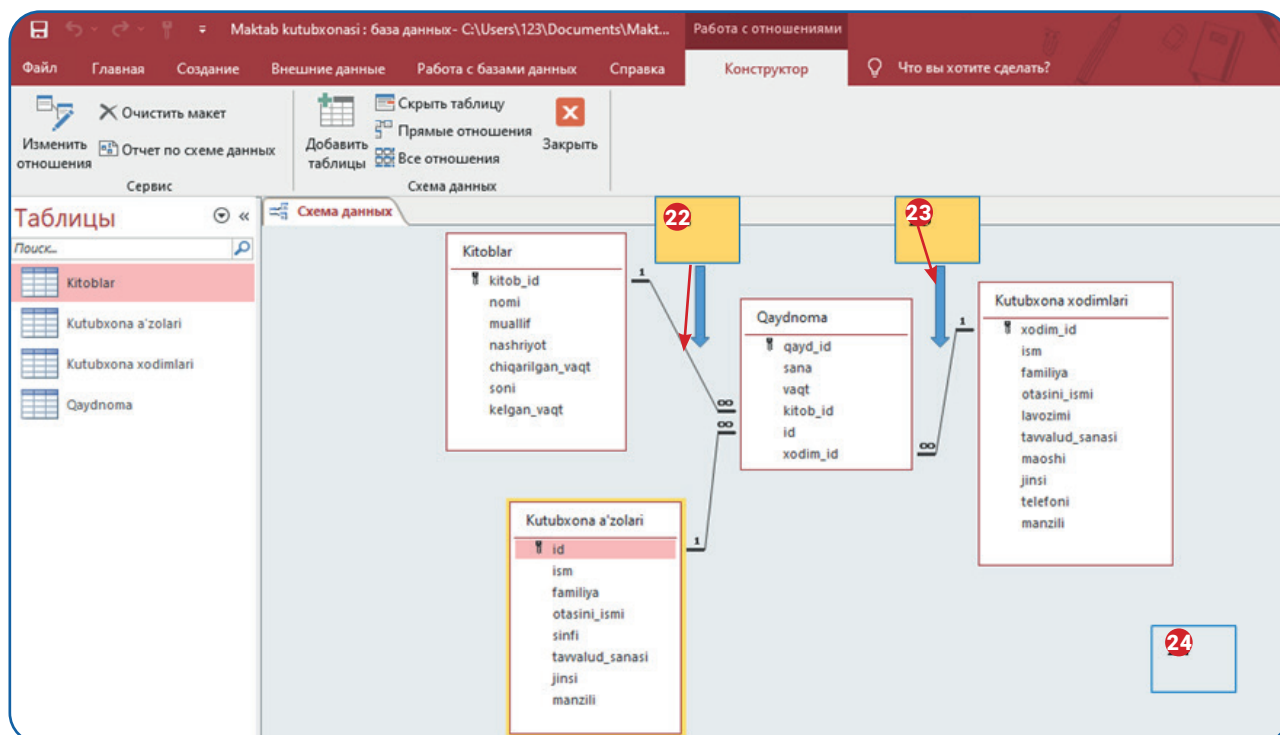 Maktab kutubxonasi : база данных- C:\Users\123\Documents\Makt...
Работа с отношениями
Файл
Главная
Создание
Внешние данные
Работа с базами данных
Справка
Конструктор
Что вы хотите сделать?
Изменить отношения
Очистить макет
Отчет по схеме данных
Сервис
Добавить таблицы
Скрыть таблицу
Прямые отношения
Все отношения
Закрыть
Схема данных
Таблицы
Поиск...
Kitoblar
Kutubxona a'zolari
Kutubxona xodimlari
Qaydnoma
Схема данных
22
23
Kitoblar
kitob_id
nomi
muallif
nashriyot
chiqarilgan_vaqt
soni
kelgan_vaqt
1
∞
∞
Qaydnoma
qayd_id
sana
vaqt
kitob_id
id
xodim_id
1
∞
Kutubxona xodimlari
xodim_id
ism
familiya
otasini_ismi
lavozimi
tavvalud_sanasi
maoshi
jinsi
telefoni
manzili
Kutubxona a'zolari
id
ism
familiya
otasini_ismi
sinfi
tavvalud_sanasi
jinsi
manzili
1
24